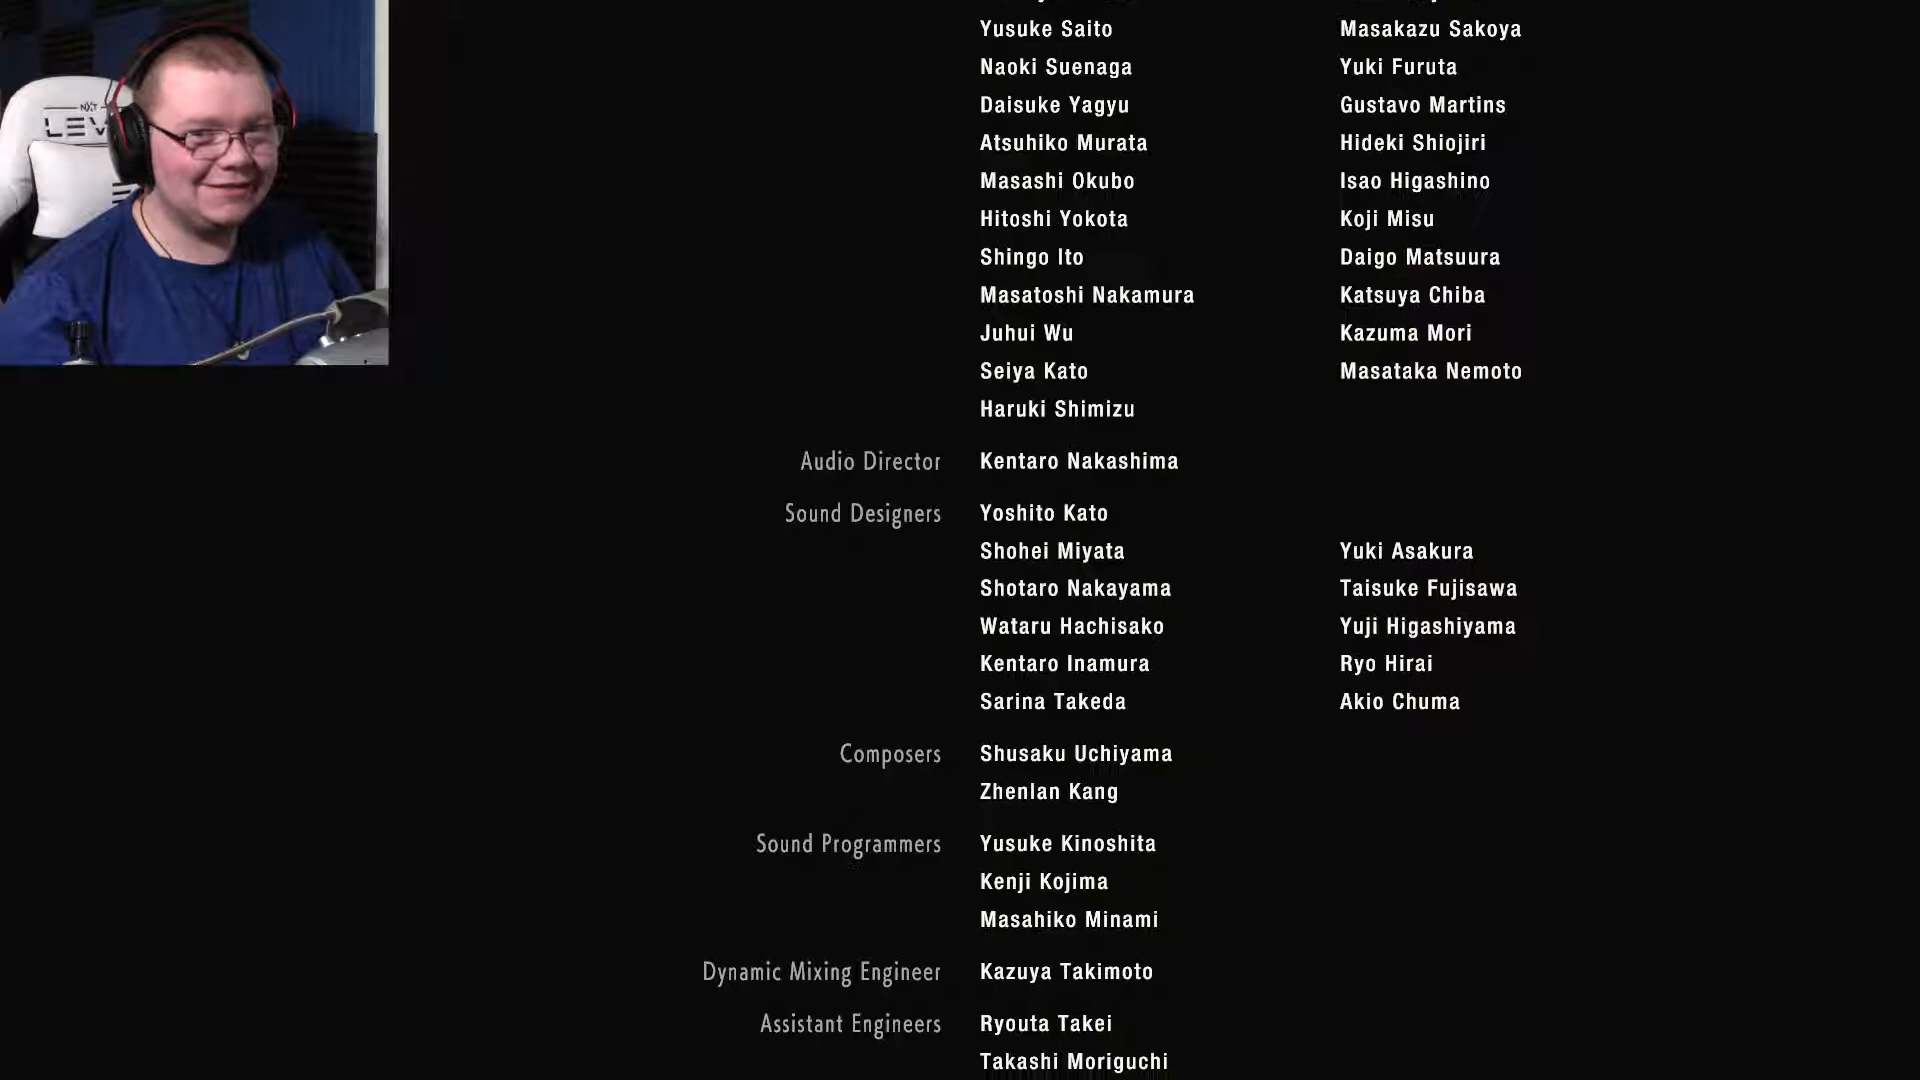 NXT
LEV
Yusuke Saito Masakazu Sakoya
Naoki Suenaga Yuki Furuta
Daisuke Yagyu Gustavo Martins
Atsuhiko Murata Hideki Shiojiri
Masashi Okubo Isao Higashino
Hitoshi Yokota Koji Misu
Shingo Ito Daigo Matsuura
Masatoshi Nakamura Katsuya Chiba
Juhui Wu Kazuma Mori
Seiya Kato Masataka Nemoto
Haruki Shimizu
Audio Director Kentaro Nakashima
Sound Designers Yoshito Kato
Shohei Miyata Yuki Asakura
Shotaro Nakayama Taisuke Fujisawa
Wataru Hachisako Yuji Higashiyama
Kentaro Inamura Ryo Hirai
Sarina Takeda Akio Chuma
Composers Shusaku Uchiyama
Zhenlan Kang
Sound Programmers Yusuke Kinoshita
Kenji Kojima
Masahiko Minami
Dynamic Mixing Engineer Kazuya Takimoto
Assistant Engineers Ryouta Takei
Takashi Moriguchi